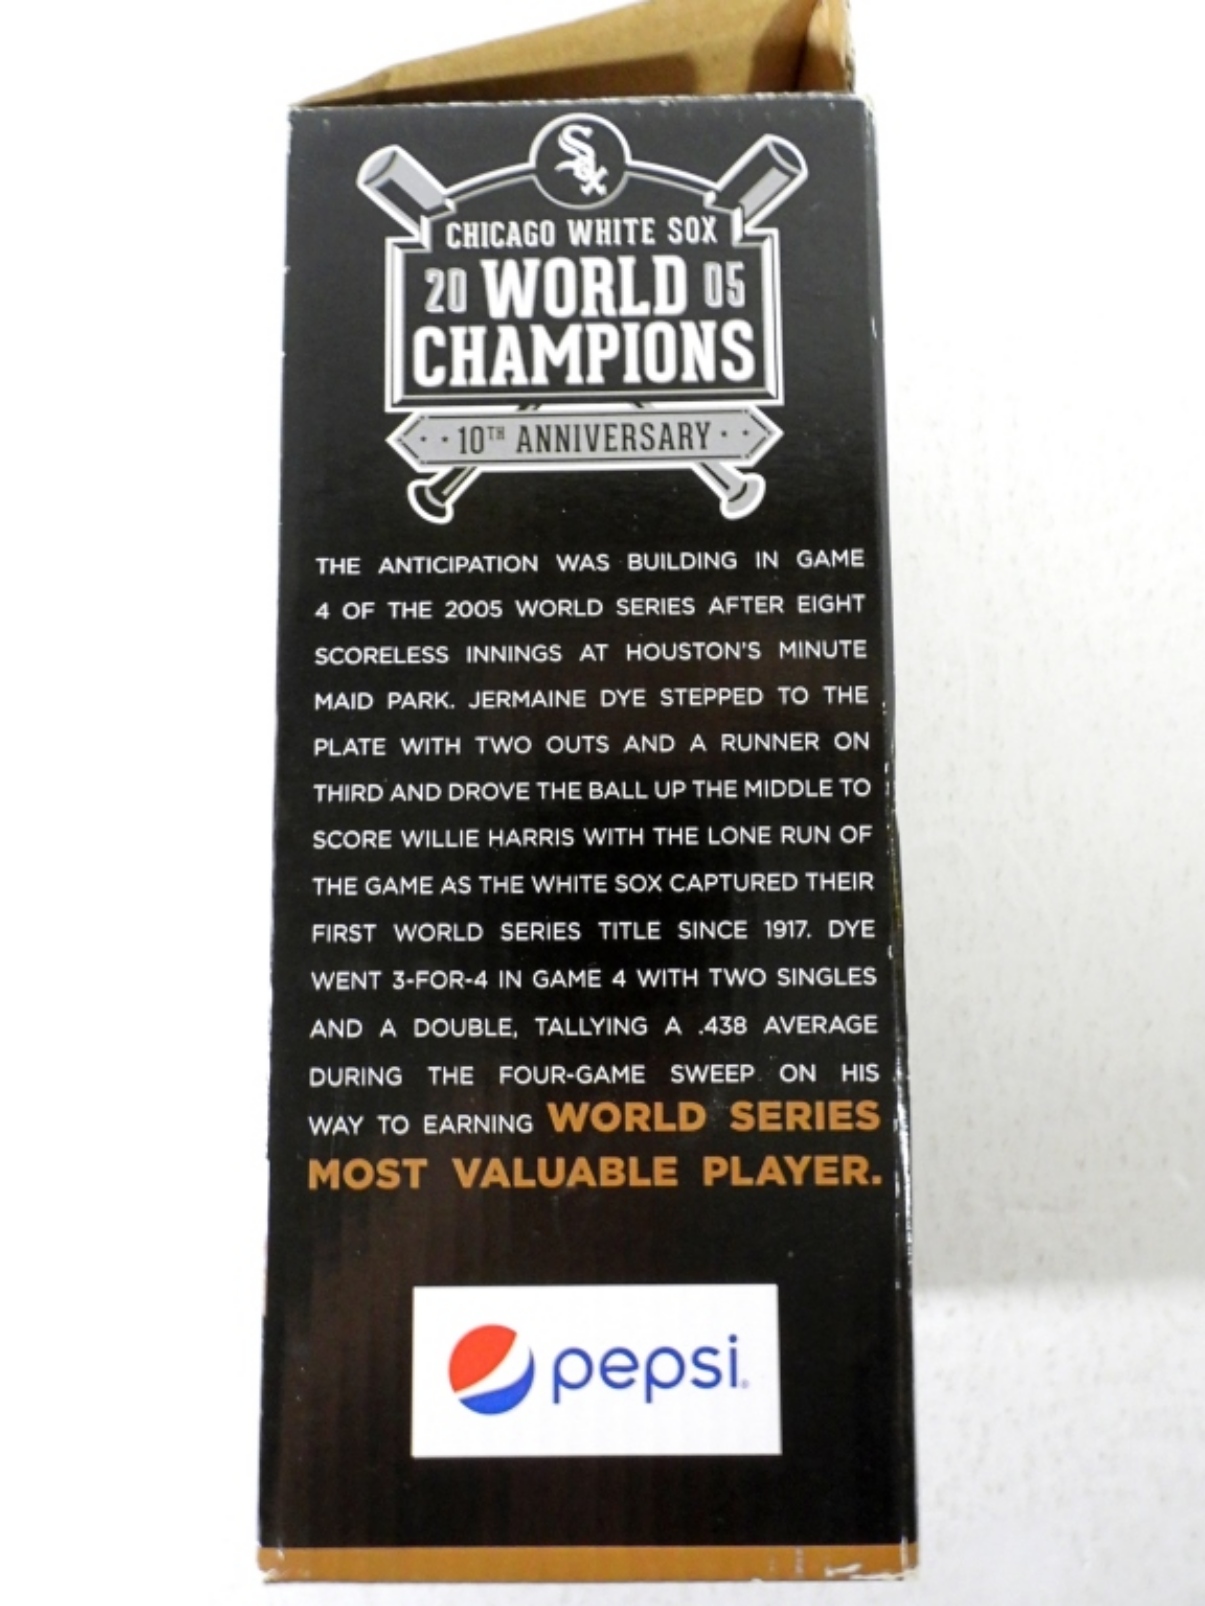 Sox
CHICAGO WHITE SOX
20 WORLD 05
CHAMPIONS
· · 10TH ANNIVERSARY · ·
THE ANTICIPATION WAS BUILDING IN GAME
4 OF THE 2005 WORLD SERIES AFTER EIGHT
SCORELESS INNINGS AT HOUSTON'S MINUTE
MAID PARK. JERMAINE DYE STEPPED TO THE
PLATE WITH TWO OUTS AND A RUNNER ON
THIRD AND DROVE THE BALL UP THE MIDDLE TO
SCORE WILLIE HARRIS WITH THE LONE RUN OF
THE GAME AS THE WHITE SOX CAPTURED THEIR
FIRST WORLD SERIES TITLE SINCE 1917. DYE
WENT 3-FOR-4 IN GAME 4 WITH TWO SINGLES
AND A DOUBLE, TALLYING A .438 AVERAGE
DURING THE FOUR-GAME SWEEP ON HIS
WAY TO EARNING WORLD SERIES
MOST VALUABLE PLAYER.
pepsi